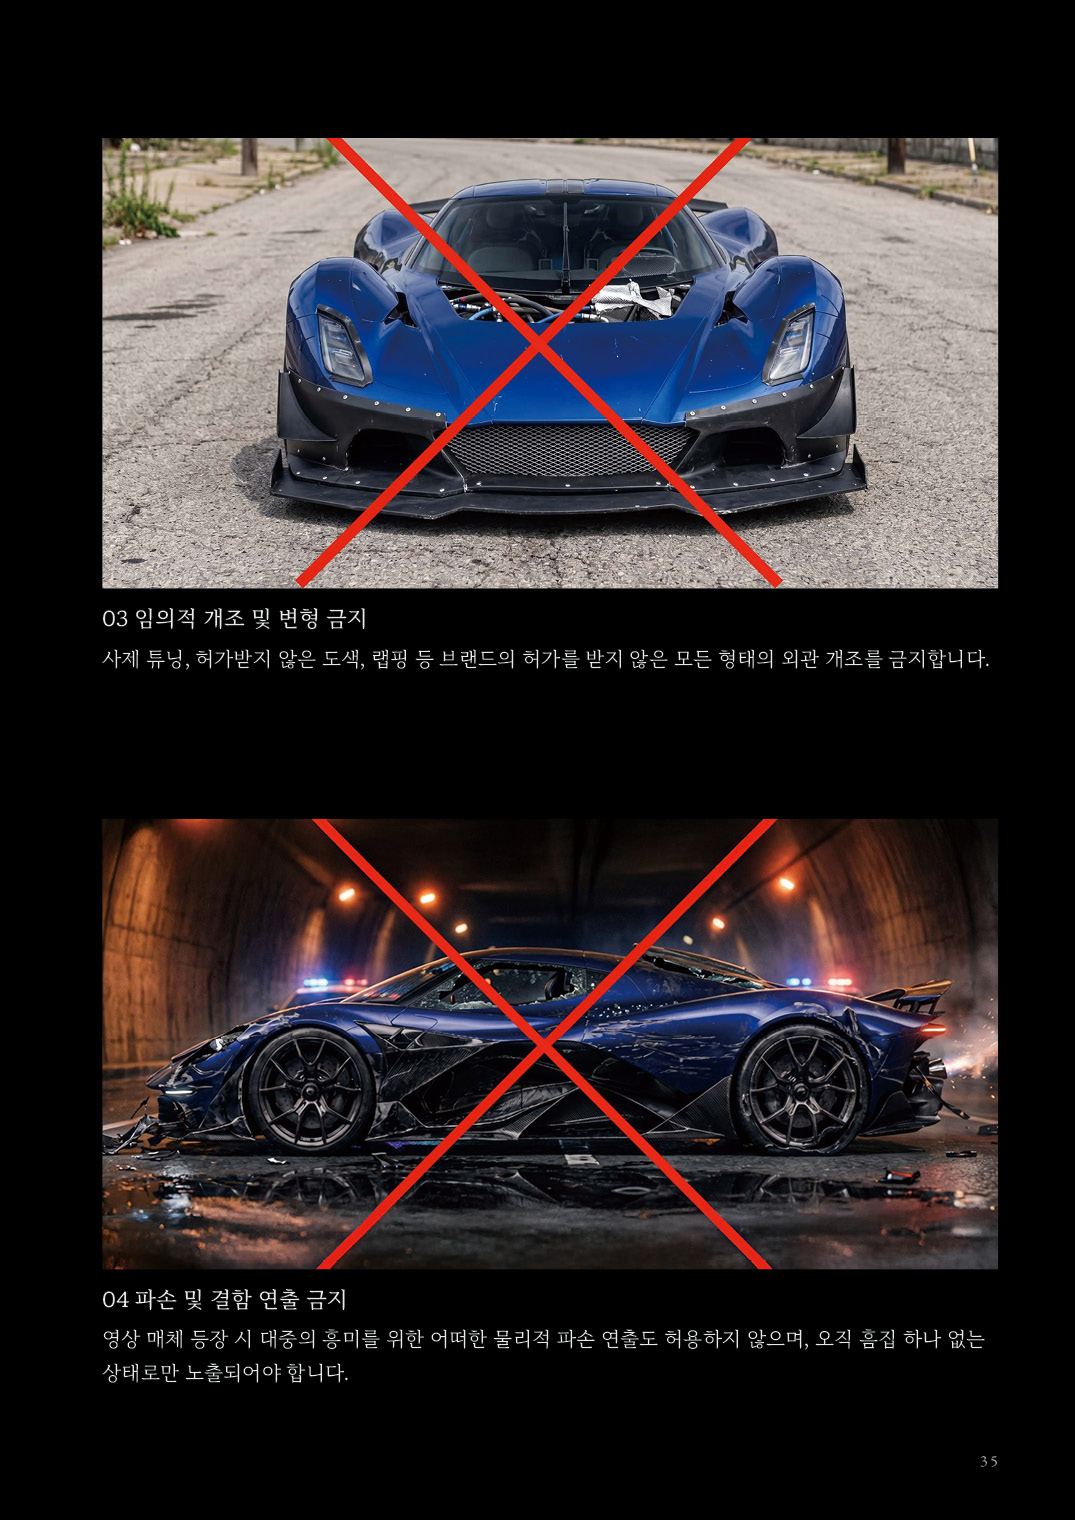 03 임의적 개조 및 변형 금지
사제 튜닝, 허가받지 않은 도색, 랩핑 등 브랜드의 허가를 받지 않은 모든 형태의 외관 개조를 금지합니다.
04 파손 및 결함 연출 금지
영상 매체 등장 시 대중의 흥미를 위한 어떠한 물리적 파손 연출도 허용하지 않으며, 오직 흠집 하나 없는
상태로만 노출되어야 합니다.
35